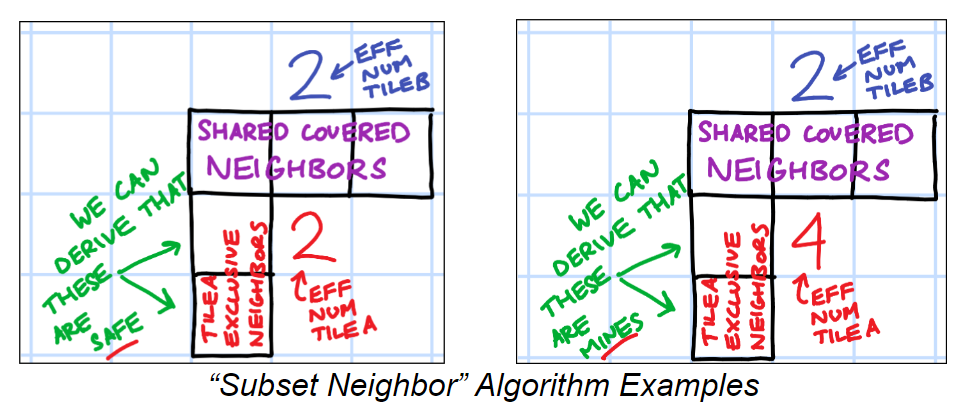 2
EFF
NUM
TILEB
SHARED COVERED
NEIGHBORS
WE CAN
DERIVE THAT
THESE
ARE SAFE
TILEA
EXCLUSIVE
NEIGHBORS
2
EFF
NUM
TILE A
2
EFF
NUM
TILEB
SHARED COVERED
NEIGHBORS
WE CAN
DERIVE THAT
THESE
ARE MINES
TILEA
EXCLUSIVE
NEIGHBORS
4
EFF
NUM
TILE A
“Subset Neighbor” Algorithm Examples